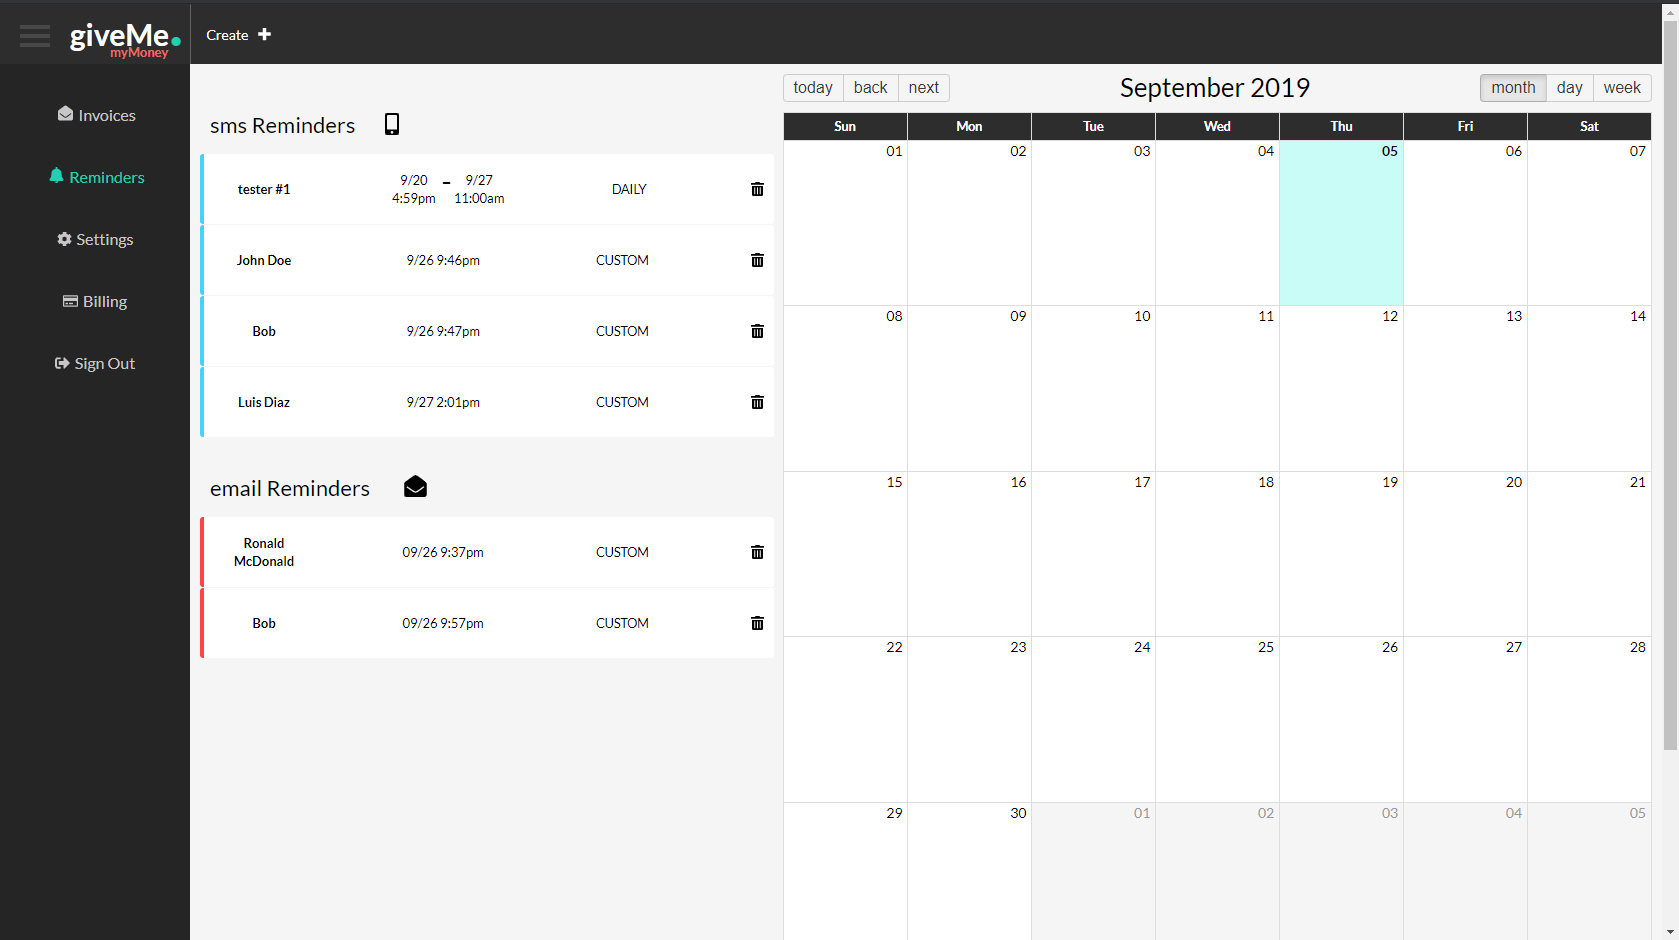 giveMe.
myMoney
Create
Invoices
Reminders
Settings
Billing
Sign Out
sms Reminders
tester #1 9/20 4:59pm – 9/27 11:00am DAILY
John Doe 9/26 9:46pm CUSTOM
Bob 9/26 9:47pm CUSTOM
Luis Diaz 9/27 2:01pm CUSTOM
email Reminders
Ronald McDonald 09/26 9:37pm CUSTOM
Bob 09/26 9:57pm CUSTOM
today back next September 2019 month day week
Sun Mon Tue Wed Thu Fri Sat
01 02 03 04 05 06 07
08 09 10 11 12 13 14
15 16 17 18 19 20 21
22 23 24 25 26 27 28
29 30 01 02 03 04 05